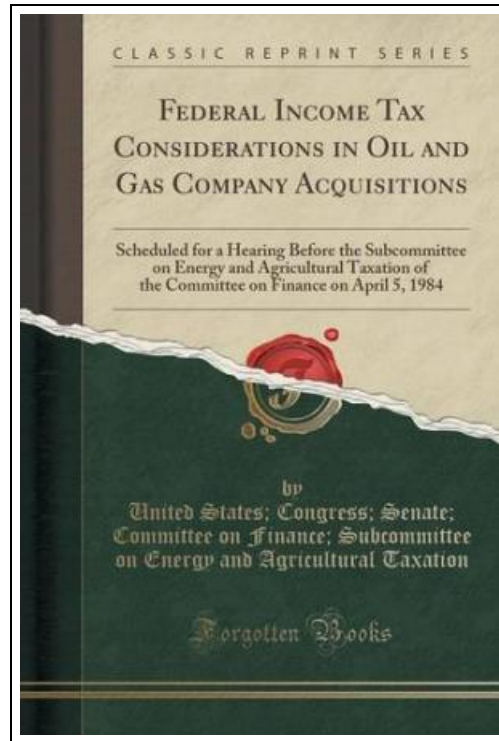 CLASSIC REPRINT SERIES
FEDERAL INCOME TAX
CONSIDERATIONS IN OIL AND
GAS COMPANY ACQUISITIONS
Scheduled for a Hearing Before the Subcommittee
on Energy and Agricultural Taxation of
the Committee on Finance on April 5, 1984
F
by
United States; Congress; Senate;
Committee on Finance; Subcommittee
on Energy and Agricultural Taxation
Forgotten Books